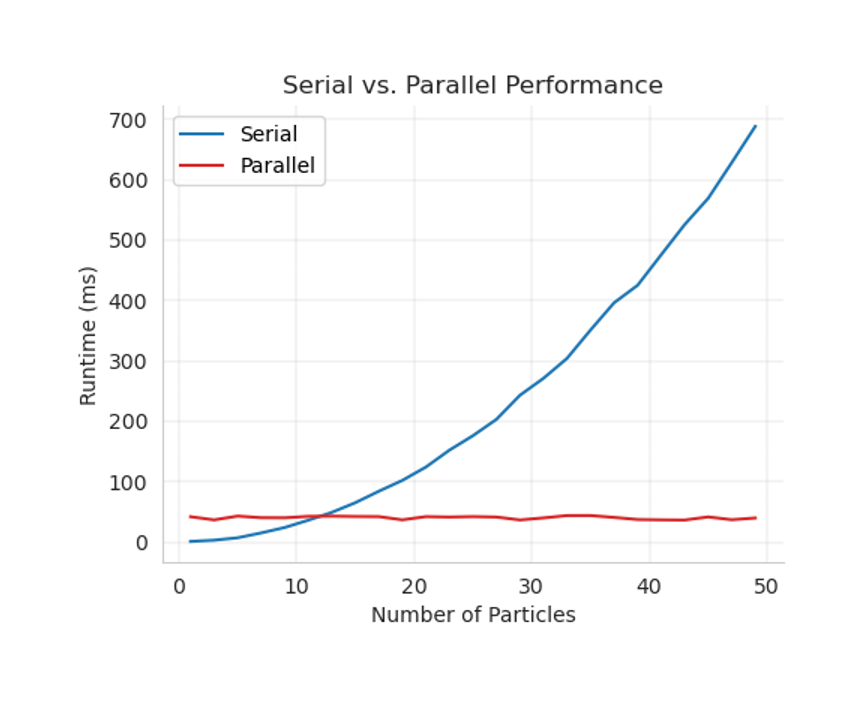 Serial vs. Parallel Performance
Serial
Parallel
700
600
500
400
300
200
100
0
Runtime (ms)
0 10 20 30 40 50
Number of Particles